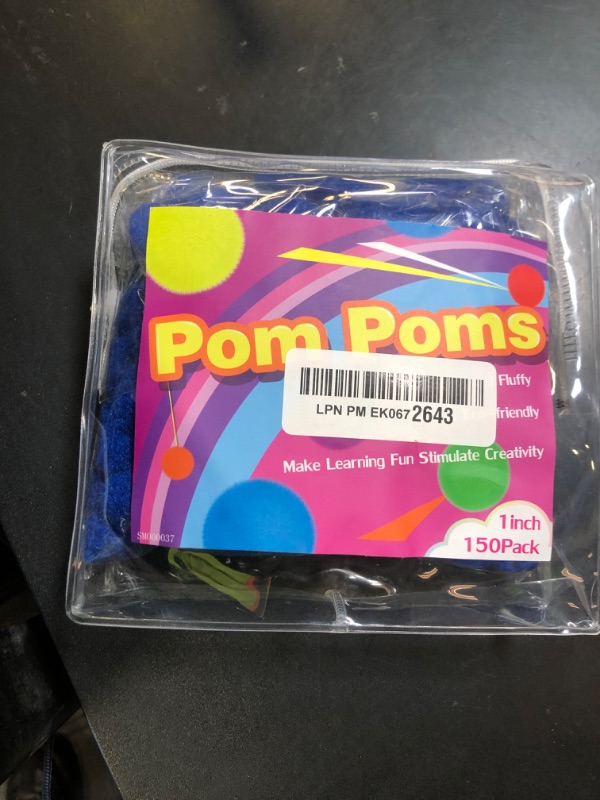 Pom Poms
Fluffy
LPN PM EK0672643
friendly
Make Learning Fun Stimulate Creativity
1inch
150Pack
SM000037